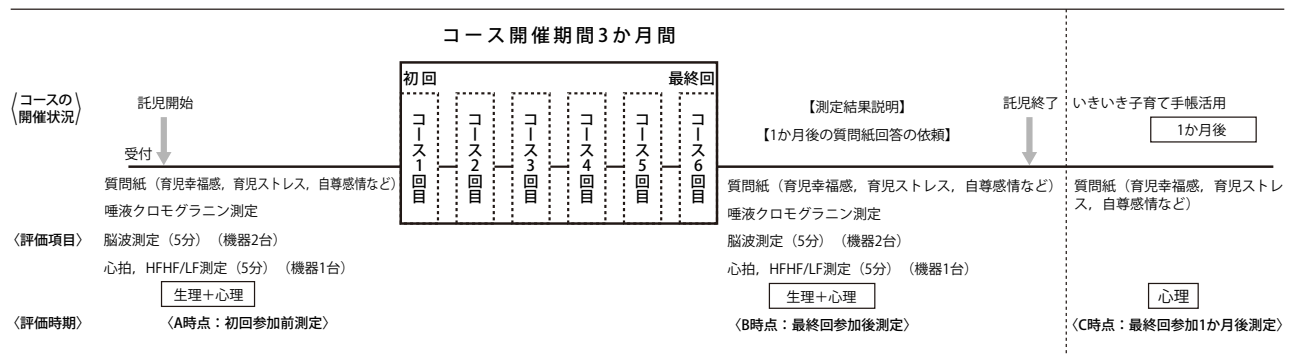 コース開催期間3か月間
〈コースの
開催状況〉
託児開始
受付
初回
最終回
コース1回目
コース2回目
コース3回目
コース4回目
コース5回目
コース6回目
【測定結果説明】
【1か月後の質問紙回答の依頼】
託児終了
いきいき子育て手帳活用
1か月後
〈評価項目〉
質問紙（育児幸福感，育児ストレス，自尊感情など）
唾液クロモグラニン測定
脳波測定（5分）（機器2台）
心拍，HFHF/LF測定（5分）（機器1台）
生理＋心理
質問紙（育児幸福感，育児ストレス，自尊感情など）
唾液クロモグラニン測定
脳波測定（5分）（機器2台）
心拍，HFHF/LF測定（5分）（機器1台）
生理＋心理
質問紙（育児幸福感，育児ストレ
ス，自尊感情など）
心理
〈評価時期〉
〈A時点：初回参加前測定〉
〈B時点：最終回参加後測定〉
〈C時点：最終回参加1か月後測定〉